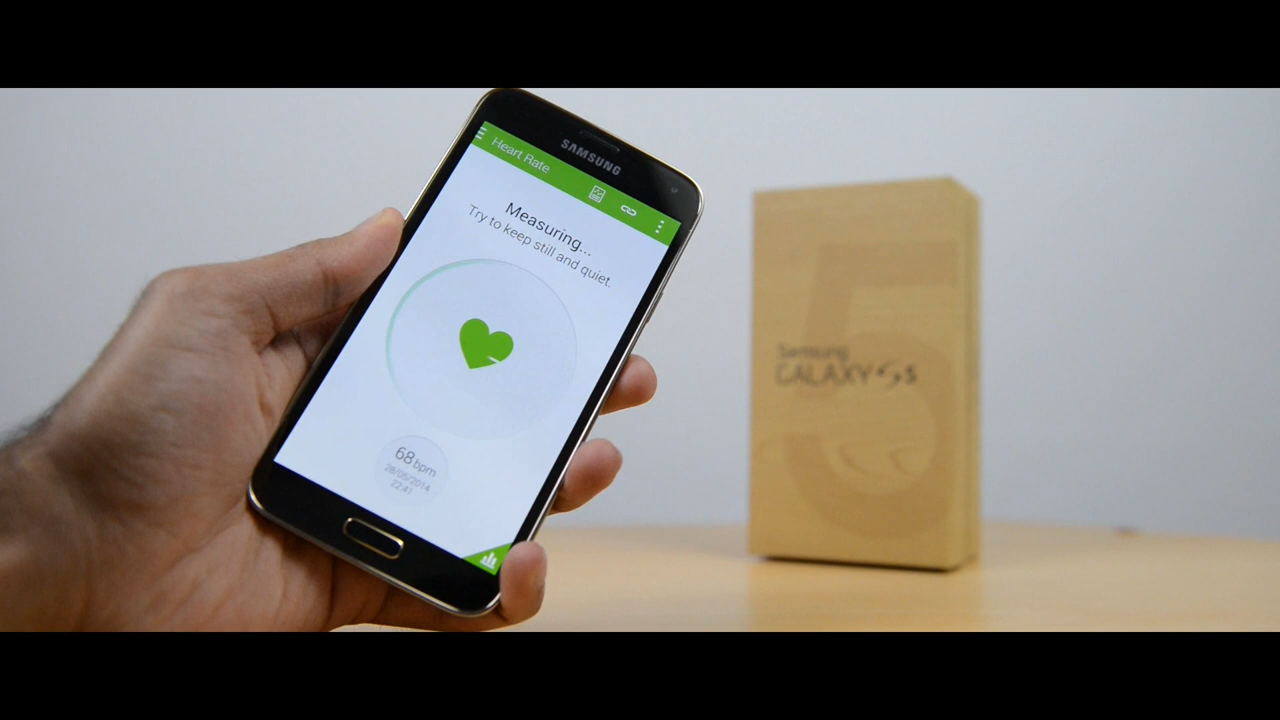 SAMSUNG
Heart Rate
Measuring...
Try to keep still and quiet.
68 bpm
28/05/2014
22:41
5
Samsung
GALAXY S5